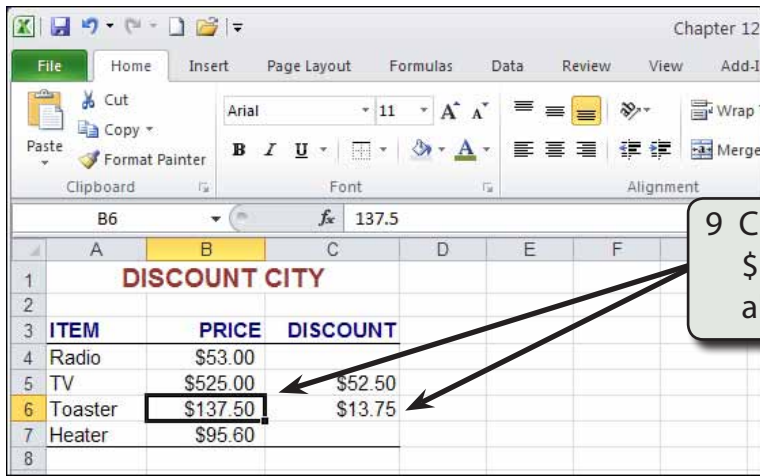 Chapter 12
File Home Insert Page Layout Formulas Data Review View Add-I
Cut
Copy
Paste
Format Painter
Clipboard
Arial 11 A A
B I U A
Font
Wrap
Merge
Alignment
B6 fx 137.5
A B C D E F
1 DISCOUNT CITY
2
3 ITEM PRICE DISCOUNT
4 Radio $53.00
5 TV $525.00 $52.50
6 Toaster $137.50 $13.75
7 Heater $95.60
8
9 C
$
a